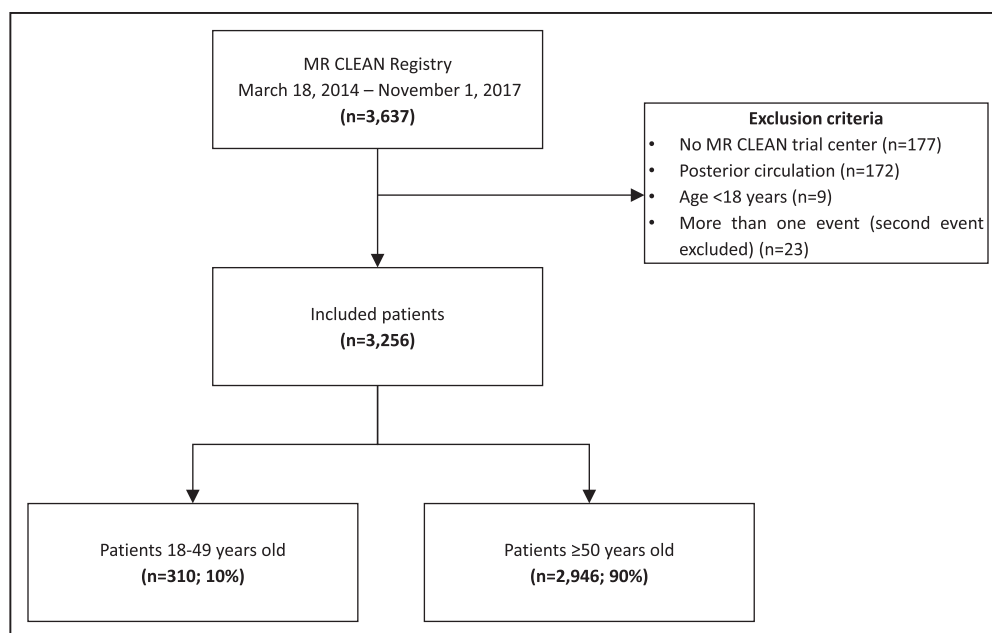 MR CLEAN Registry
March 18, 2014 – November 1, 2017
(n=3,637)
Exclusion criteria
• No MR CLEAN trial center (n=177)
• Posterior circulation (n=172)
• Age <18 years (n=9)
• More than one event (second event
excluded) (n=23)
Included patients
(n=3,256)
Patients 18-49 years old
(n=310; 10%)
Patients ≥50 years old
(n=2,946; 90%)